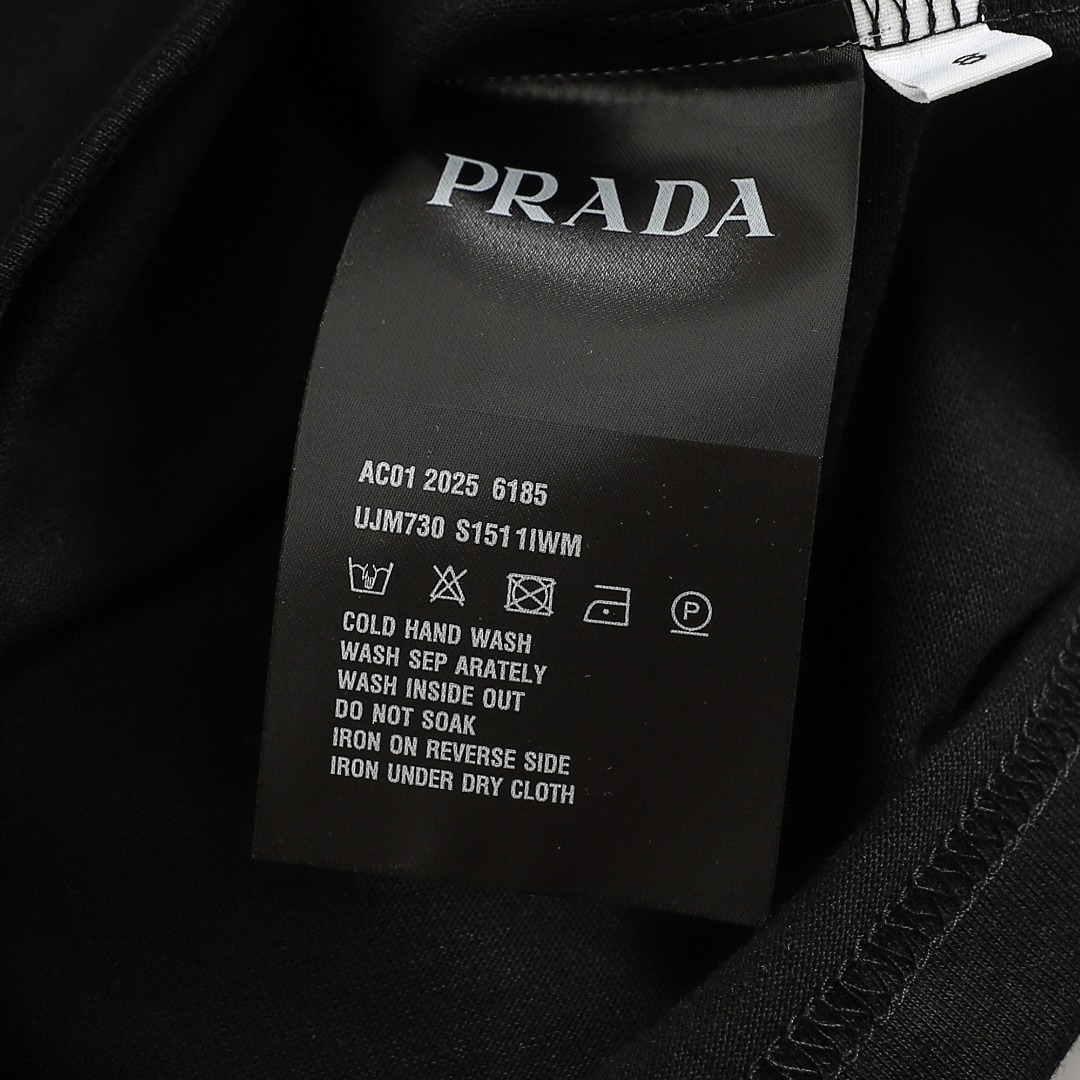 8
PRADA
AC01 2025 6185
UJM730 S1511IWM
P
COLD HAND WASH
WASH SEP ARATELY
WASH INSIDE OUT
DO NOT SOAK
IRON ON REVERSE SIDE
IRON UNDER DRY CLOTH